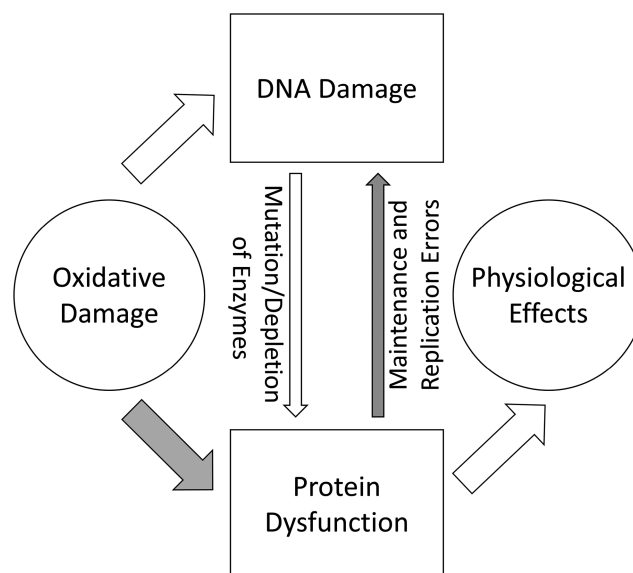 DNA Damage
Mutation/Depletion
of Enzymes
Maintenance and
Replication Errors
Oxidative
Damage
Physiological
Effects
Protein
Dysfunction